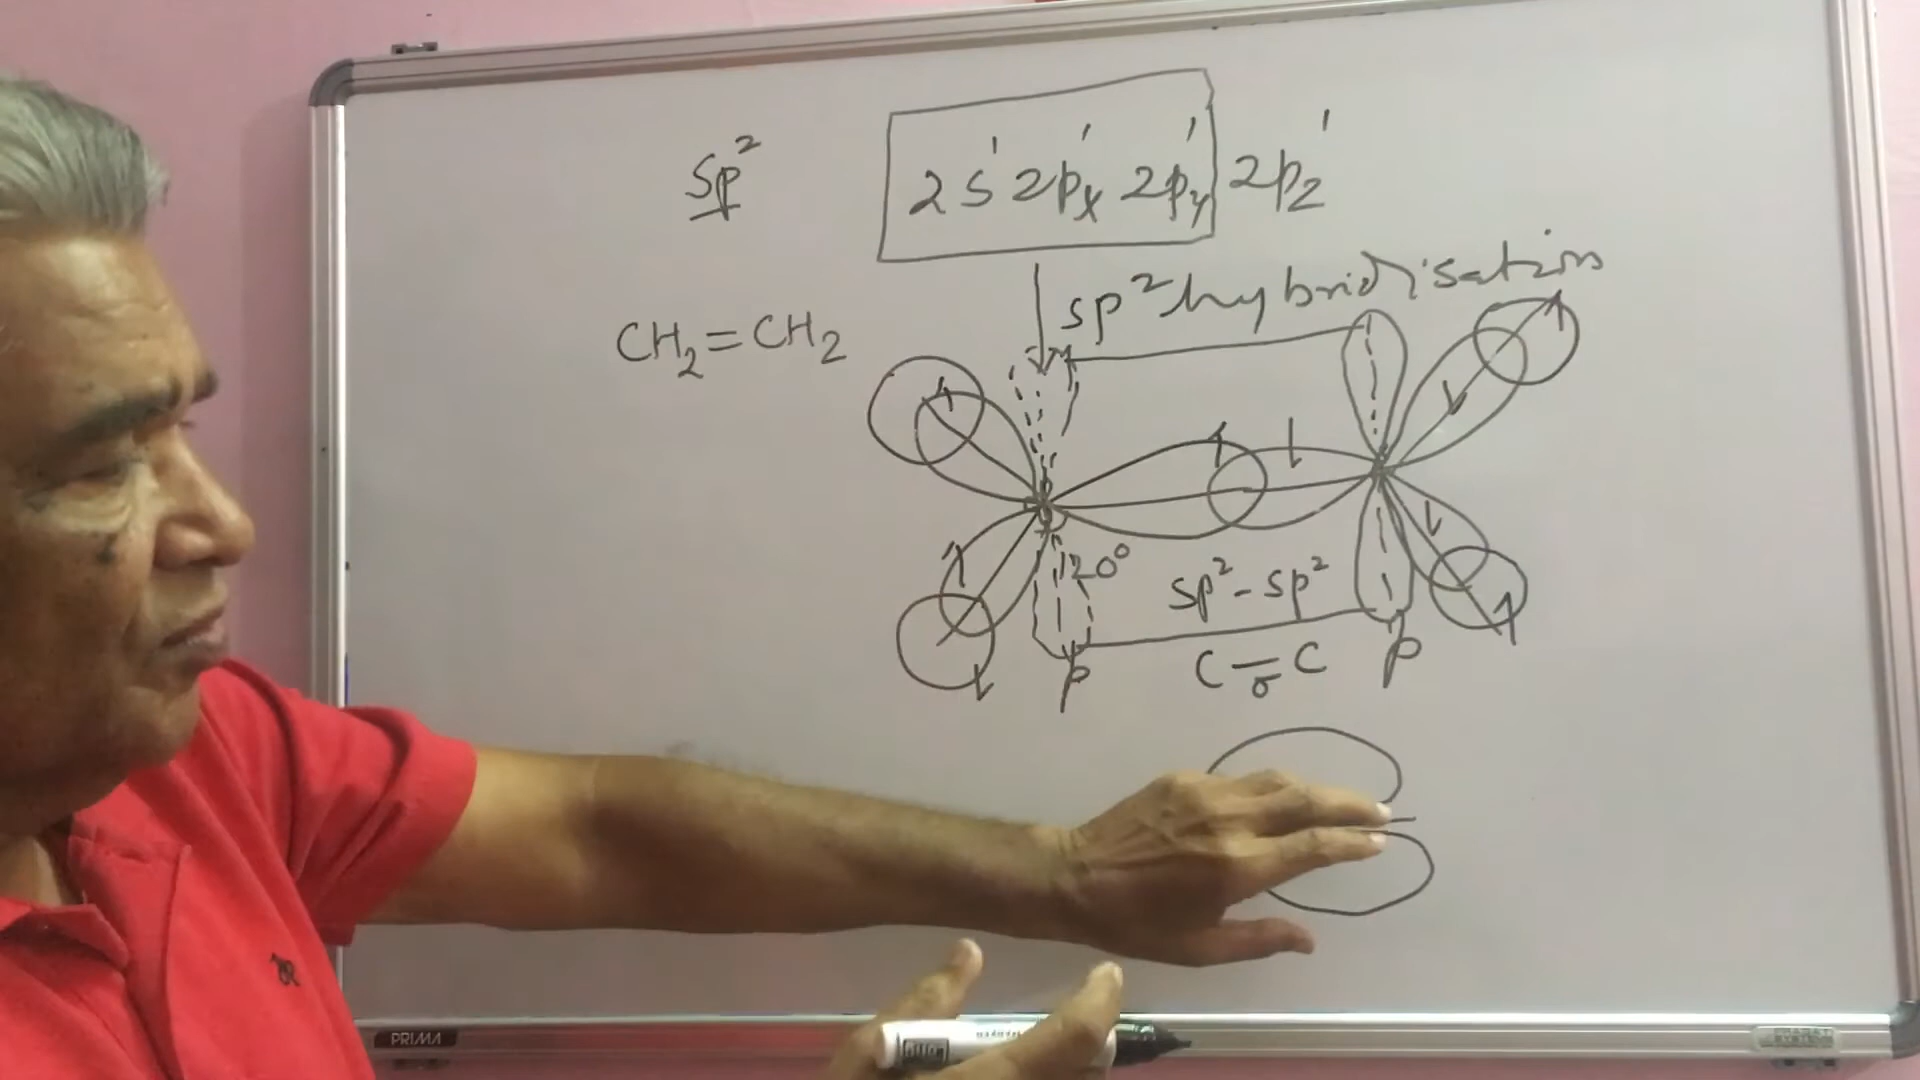 sp² 2s¹ 2px¹ 2py¹ 2pz¹
sp² hybridisation
CH₂=CH₂
120°
sp² - sp²
p C–C p
σ
PRIMA